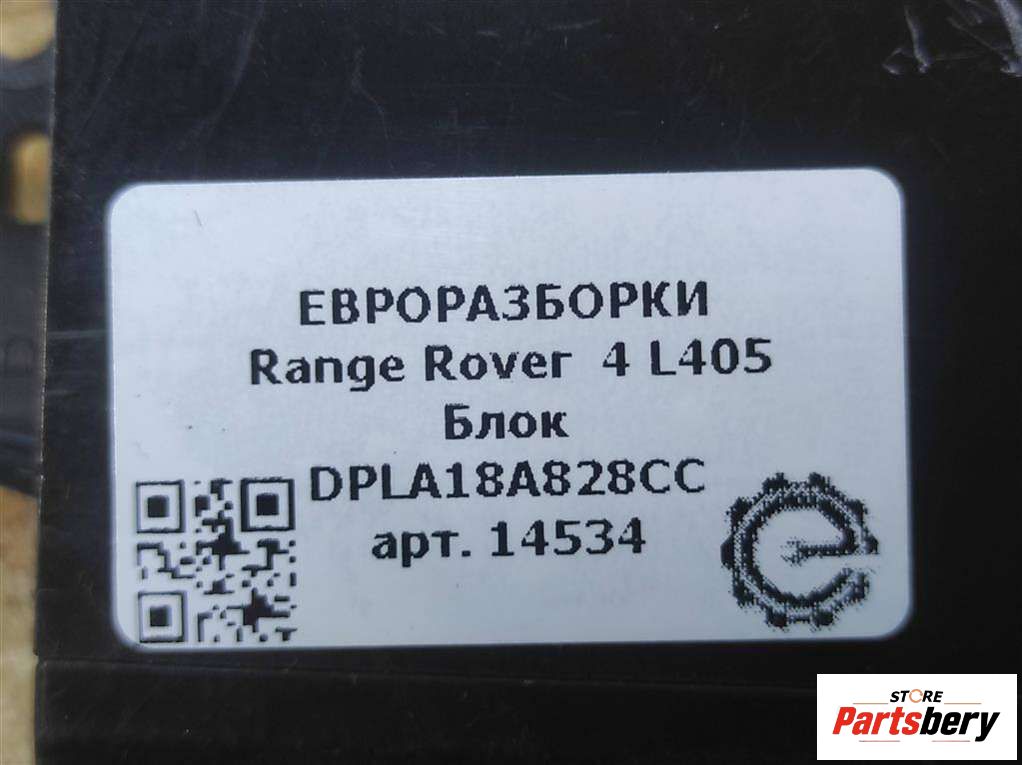 ЕВРОРАЗБОРКИ
Range Rover 4 L405
Блок
DPLA18A828CC
арт. 14534
STORE
Partsbery